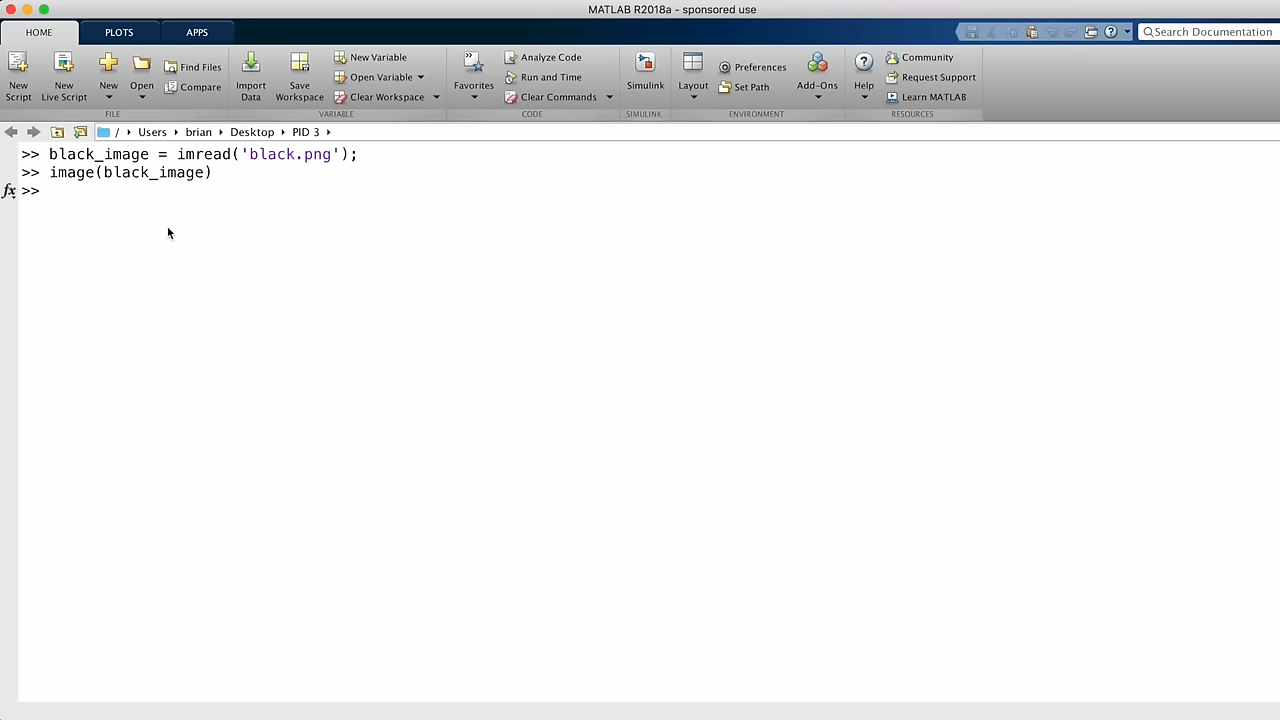 MATLAB R2018a - sponsored use
HOME PLOTS APPS
Search Documentation
New Script
New Live Script
New
Open
Find Files
Compare
Import Data
Save Workspace
New Variable
Open Variable
Clear Workspace
Favorites
Analyze Code
Run and Time
Clear Commands
Simulink
Layout
Preferences
Set Path
Add-Ons
Help
Community
Request Support
Learn MATLAB
FILE VARIABLE CODE SIMULINK ENVIRONMENT RESOURCES
/ Users brian Desktop PID 3
>> black_image = imread('black.png');
>> image(black_image)
fx >>